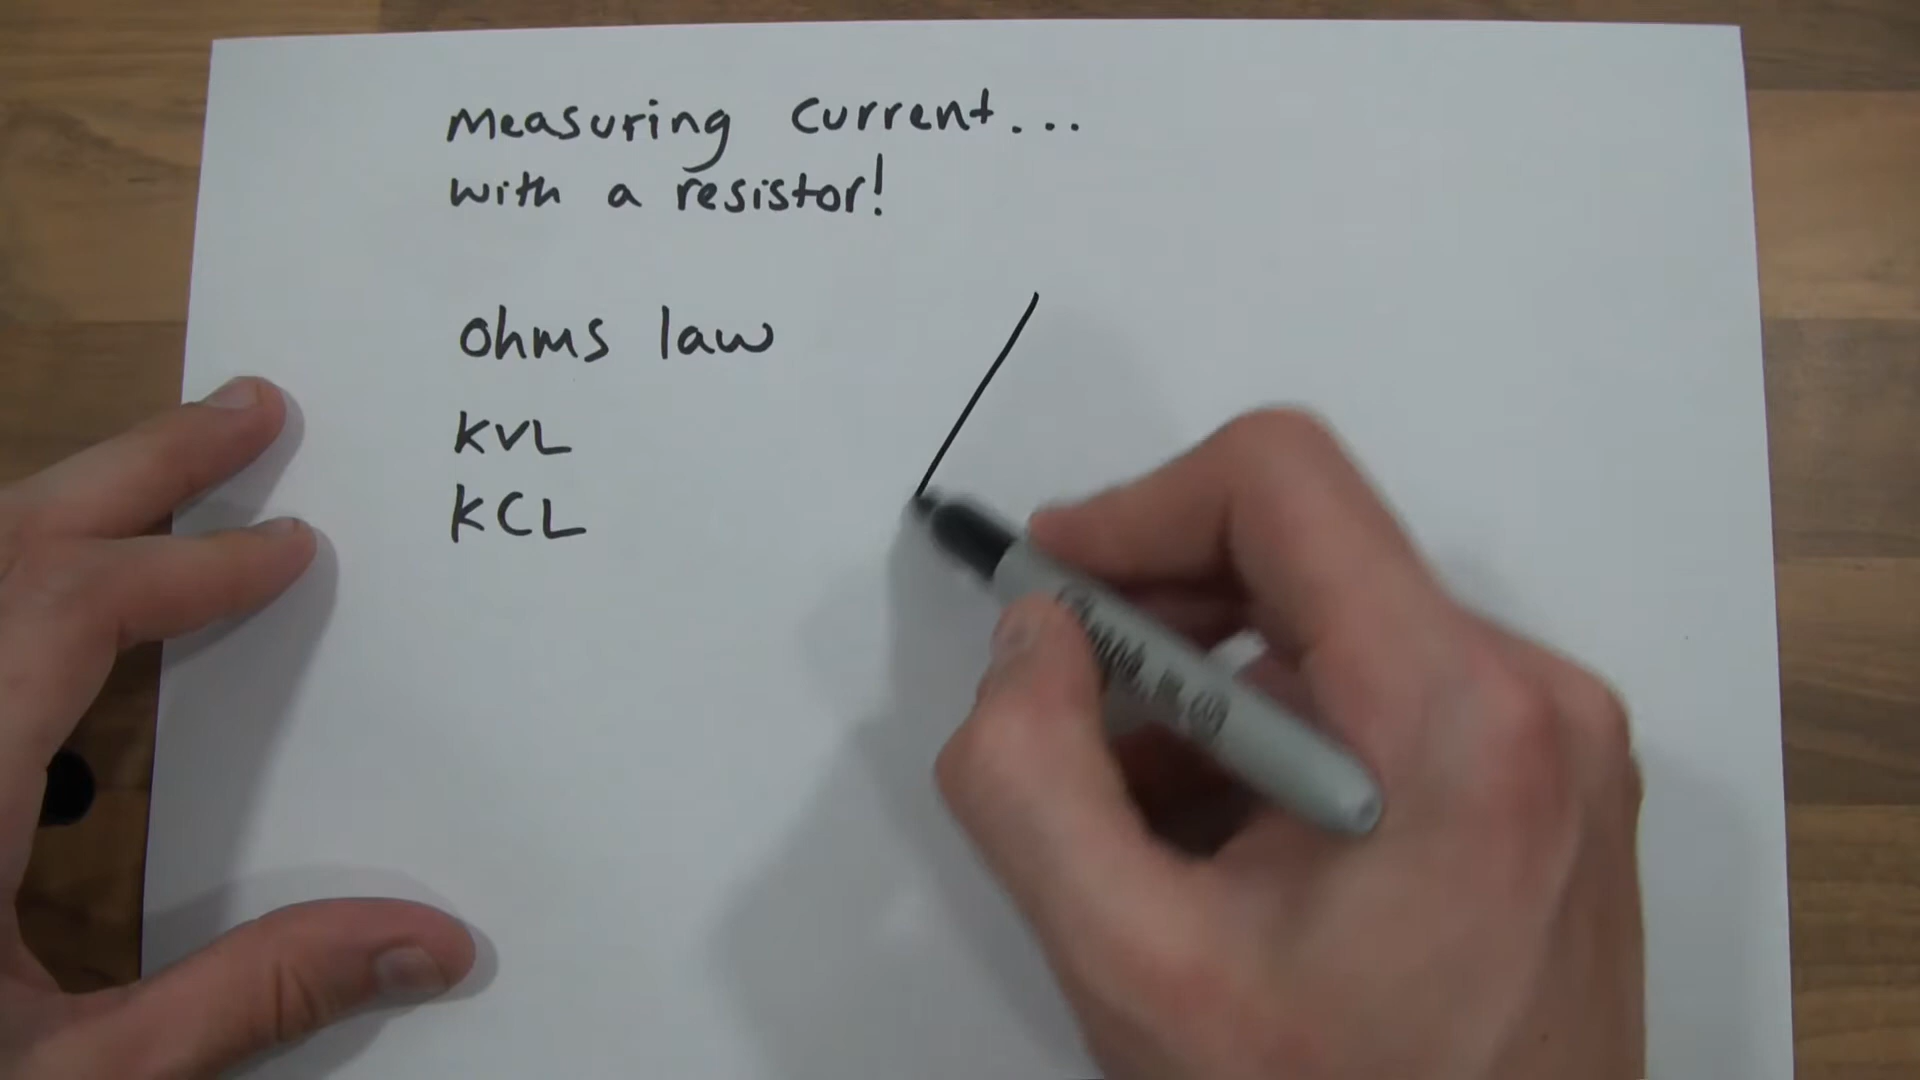 measuring current...
with a resistor!
ohms law
KVL
KCL